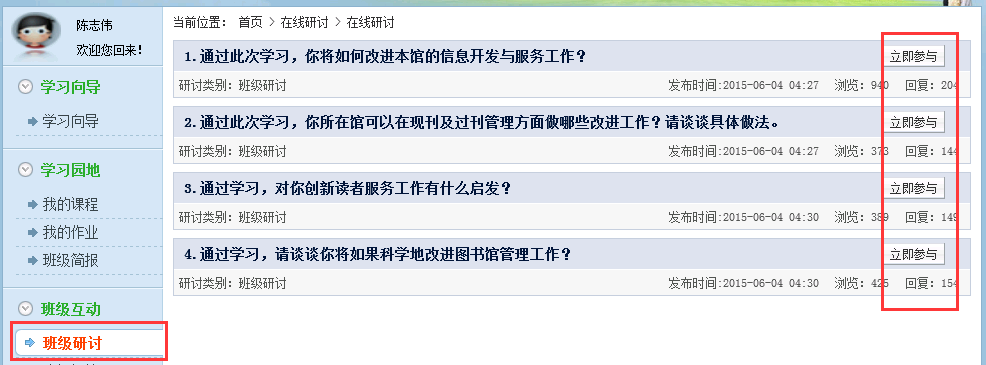 陈志伟
欢迎您回来！
学习向导
学习向导
学习园地
我的课程
我的作业
班级简报
班级互动
班级研讨
当前位置： 首页 > 在线研讨 > 在线研讨
1.通过此次学习，你将如何改进本馆的信息开发与服务工作？ 立即参与
研讨类别：班级研讨 发布时间:2015-06-04 04:27 浏览：940 回复：204
2.通过此次学习，你所在馆可以在现刊及过刊管理方面做哪些改进工作？请谈谈具体做法。 立即参与
研讨类别：班级研讨 发布时间:2015-06-04 04:27 浏览：373 回复：144
3.通过学习，对你创新读者服务工作有什么启发？ 立即参与
研讨类别：班级研讨 发布时间:2015-06-04 04:30 浏览：389 回复：149
4.通过学习，请谈谈你将如果科学地改进图书馆管理工作？ 立即参与
研讨类别：班级研讨 发布时间:2015-06-04 04:30 浏览：425 回复：154